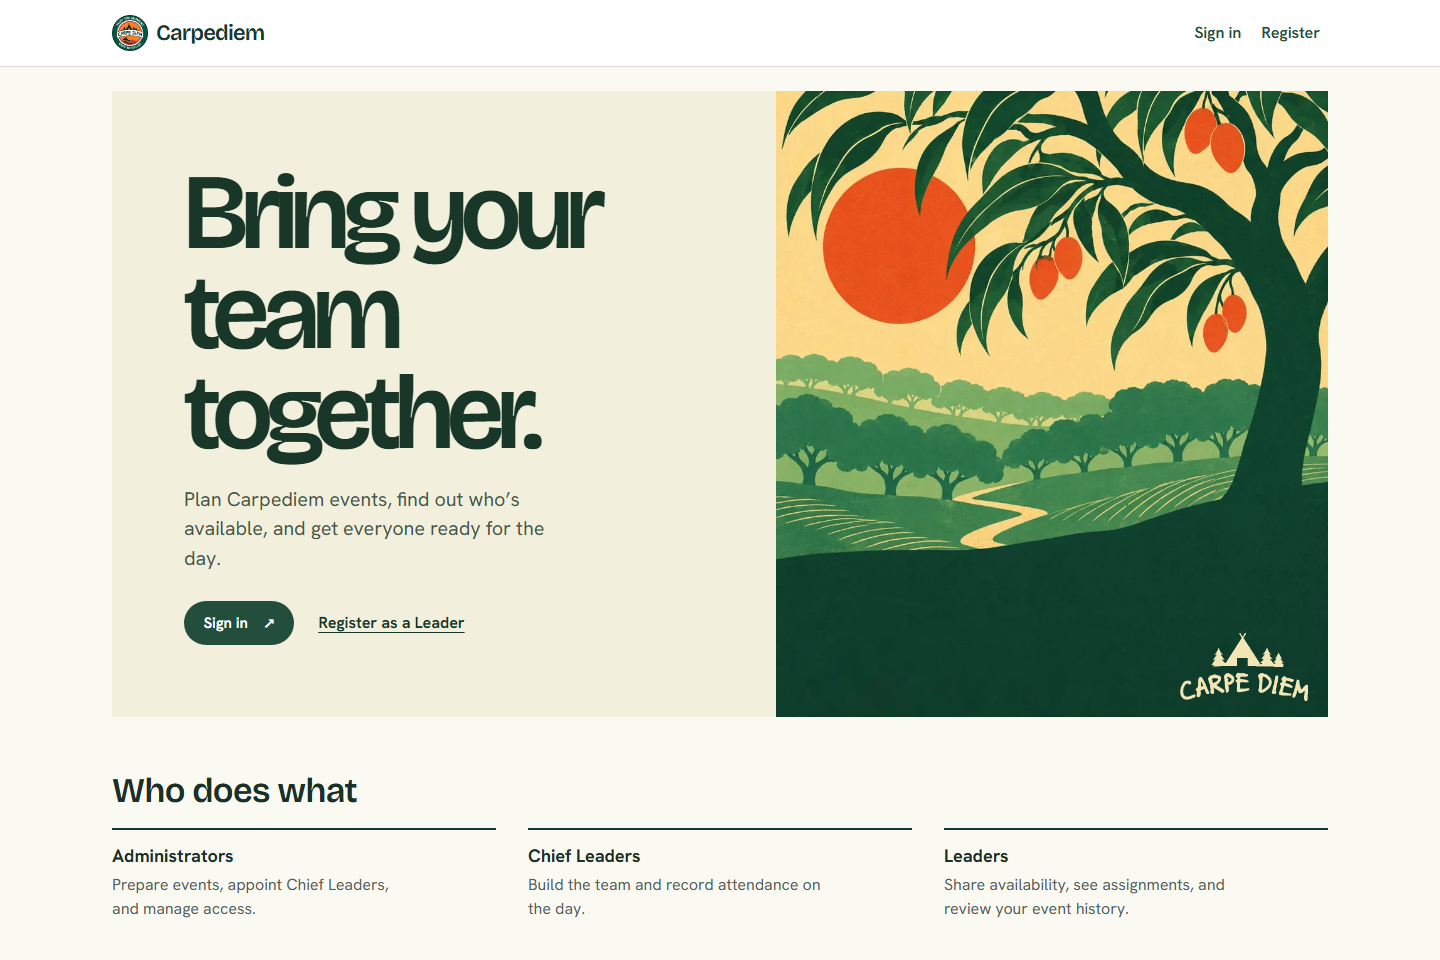 Carpediem
Sign in
Register
Bring your
team
together.
Plan Carpediem events, find out who’s
available, and get everyone ready for the
day.
Sign in ↗
Register as a Leader
CARPE DIEM
Who does what
Administrators
Prepare events, appoint Chief Leaders,
and manage access.
Chief Leaders
Build the team and record attendance on
the day.
Leaders
Share availability, see assignments, and
review your event history.